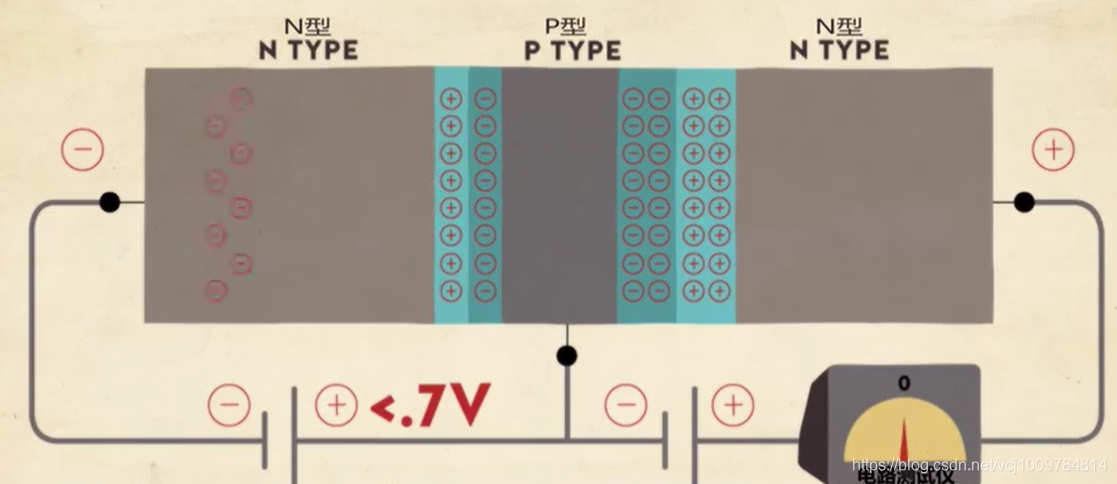 N型 P型 N型
N TYPE P TYPE N TYPE
<.7V
0
https://blog.csdn.net/vcj1009784814
电路测试仪